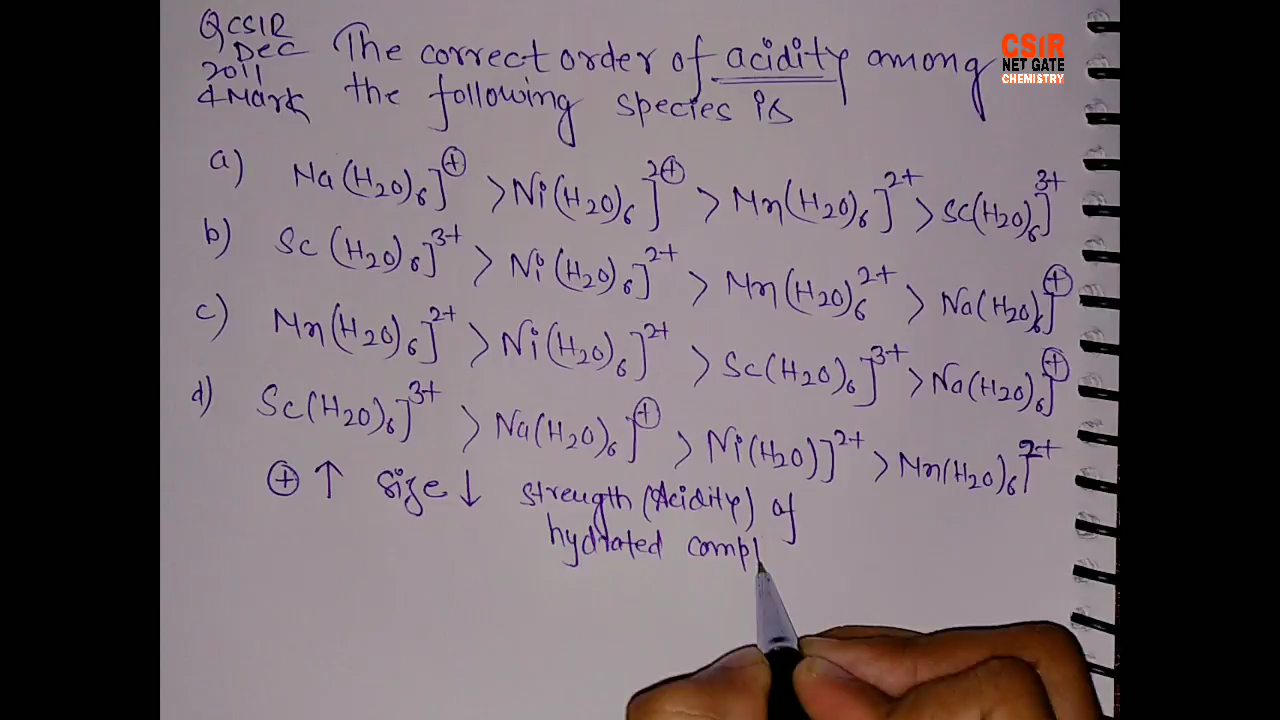 Q CSIR
Dec
2011
4 Mark
The correct order of acidity among
the following species is
CSIR
NET GATE
CHEMISTRY
a) Na(H2O)6]⊕ > Ni(H2O)6]2⊕ > Mn(H2O)6]2+ > Sc(H2O)6]3+
b) Sc(H2O)6]3+ > Ni(H2O)6]2+ > Mn(H2O)6 2+ > Na(H2O)6]⊕
c) Mn(H2O)6]2+ > Ni(H2O)6]2+ > Sc(H2O)6]3+ > Na(H2O)6]⊕
d) Sc(H2O)6]3+ > Na(H2O)6]⊕ > Ni(H2O)]2+ > Mn(H2O)6]2+
⊕ ↑ size ↓ strength (Acidity) of
hydrated compl